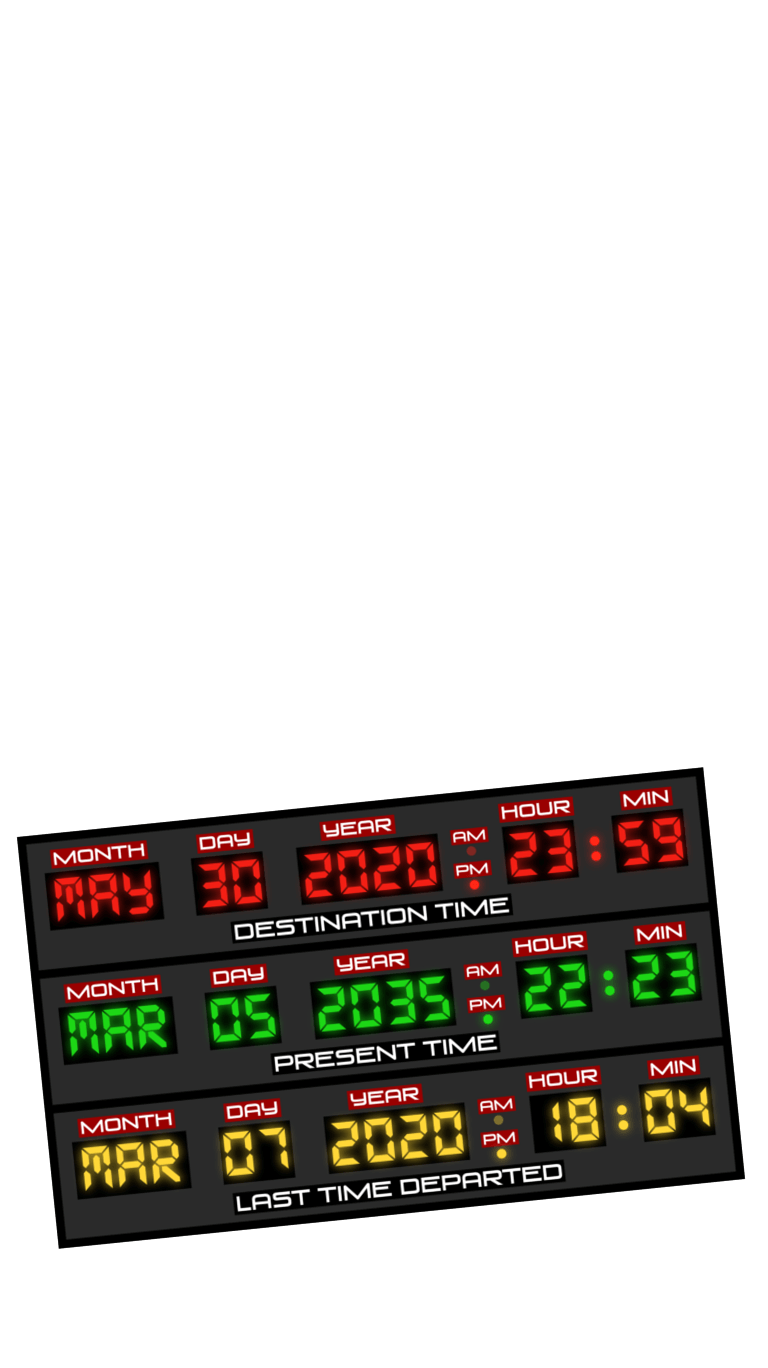 MONTH DAY YEAR AM PM HOUR MIN
MAY 30 2020 23:59
DESTINATION TIME
MONTH DAY YEAR AM PM HOUR MIN
MAR 05 2035 22:23
PRESENT TIME
MONTH DAY YEAR AM PM HOUR MIN
MAR 07 2020 18:04
LAST TIME DEPARTED